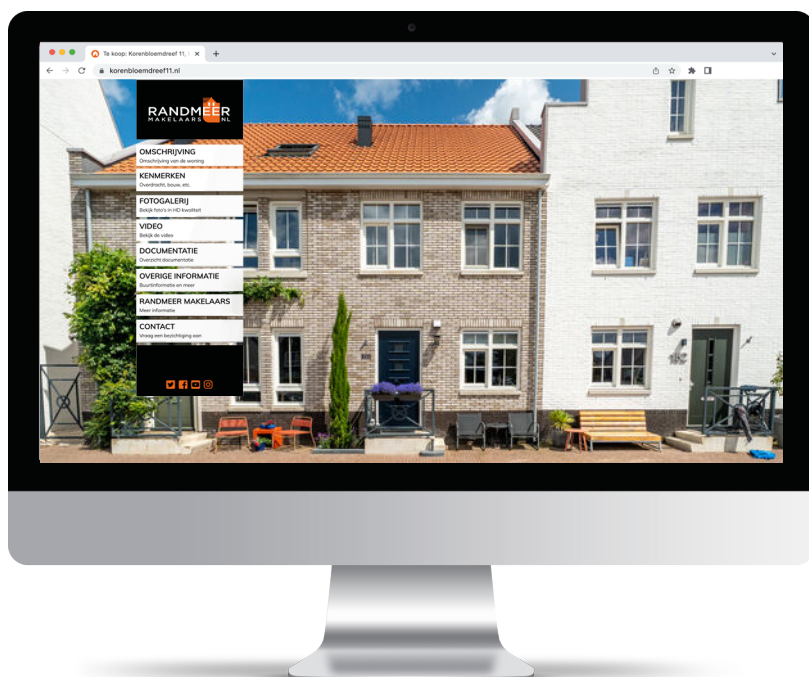 Te koop: Korenbloemdreef 11,
korenbloemdreef11.nl
RANDMEER
MAKELAARS NL
OMSCHRIJVING
Omschrijving van de woning
KENMERKEN
Overdracht, bouw, etc.
FOTOGALERIJ
Bekijk foto's in HD kwaliteit
VIDEO
Bekijk de video
DOCUMENTATIE
Overzicht documentatie
OVERIGE INFORMATIE
Buurtinformatie en meer
RANDMEER MAKELAARS
Meer informatie
CONTACT
Vraag een bezichtiging aan